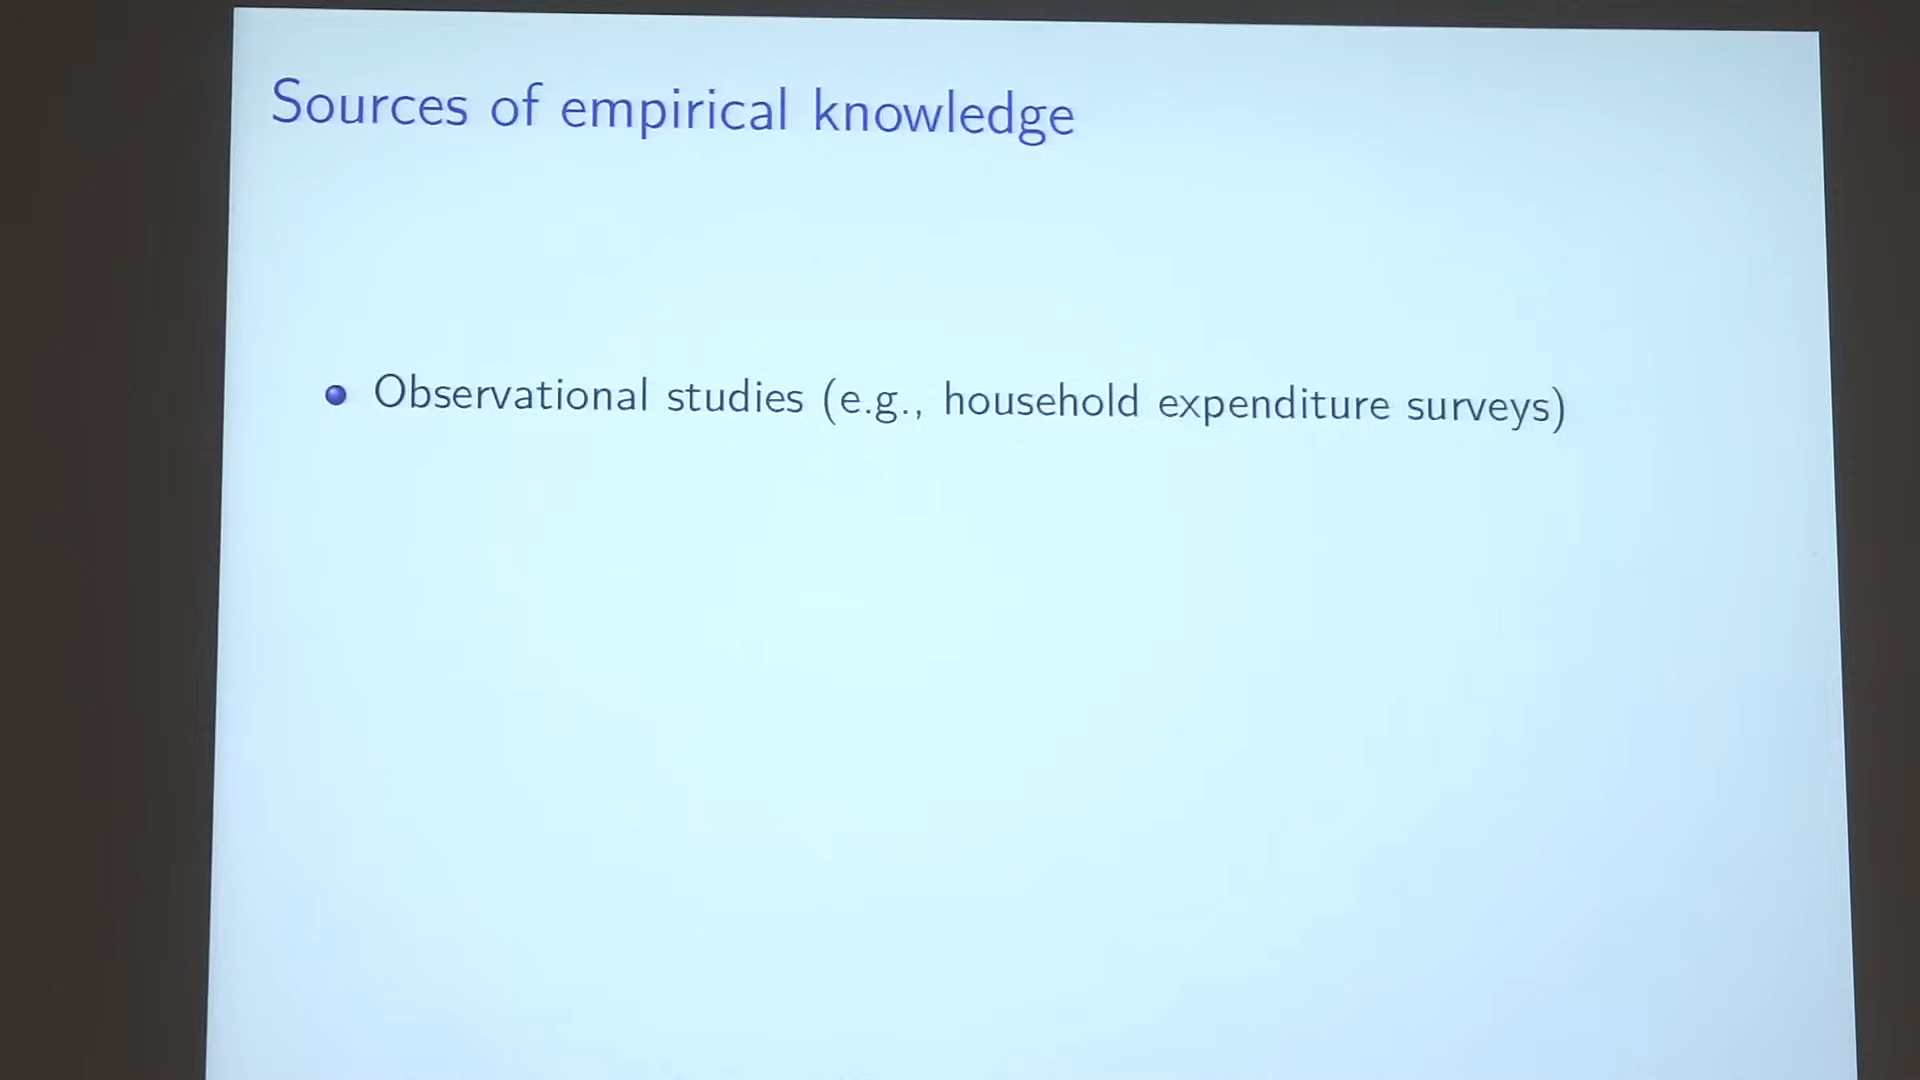 Sources of empirical knowledge
Observational studies (e.g., household expenditure surveys)